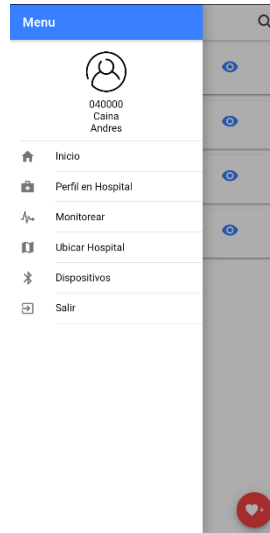 Menu
040000
Caina
Andres
Inicio
Perfil en Hospital
Monitorear
Ubicar Hospital
Dispositivos
Salir